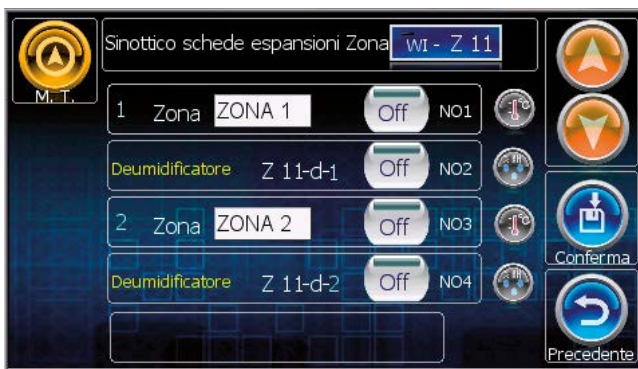 Sinottico schede espansioni Zona WI - Z 11
M. T.
1 Zona ZONA 1 Off NO1
Deumidificatore Z 11-d-1 Off NO2
2 Zona ZONA 2 Off NO3
Deumidificatore Z 11-d-2 Off NO4
Conferma
Precedente